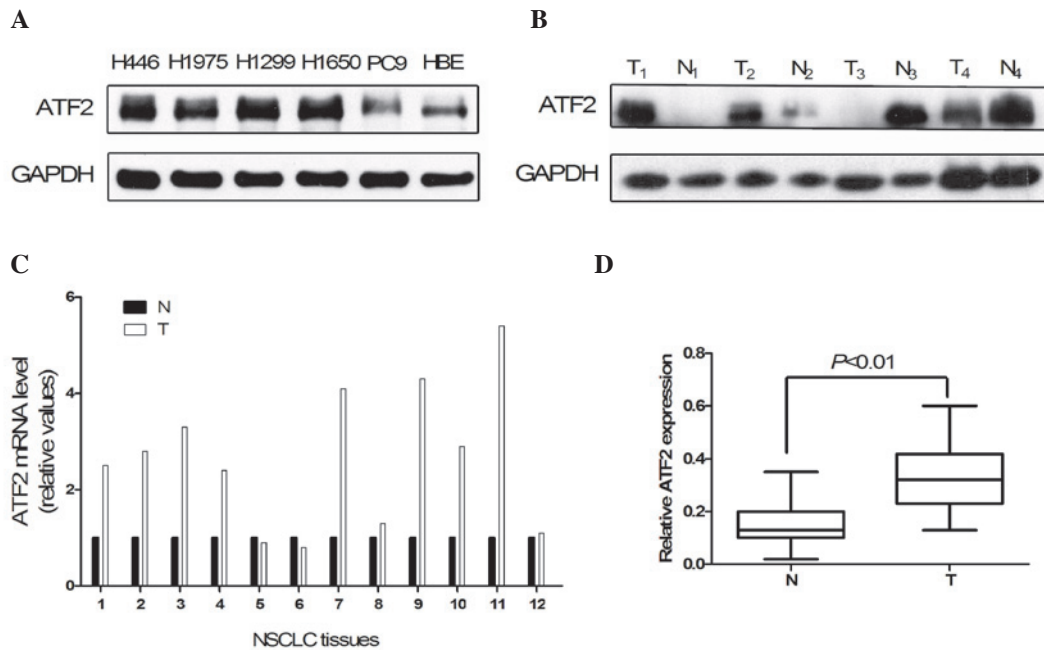 A
H446 H1975 H1299 H1650 PC9 HBE
ATF2
GAPDH
B
T1 N1 T2 N2 T3 N3 T4 N4
ATF2
GAPDH
C
N
T
ATF2 mRNA level
(relative values)
6
4
2
0
1 2 3 4 5 6 7 8 9 10 11 12
NSCLC tissues
D
P<0.01
Relative ATF2 expression
0.8
0.6
0.4
0.2
0.0
N T